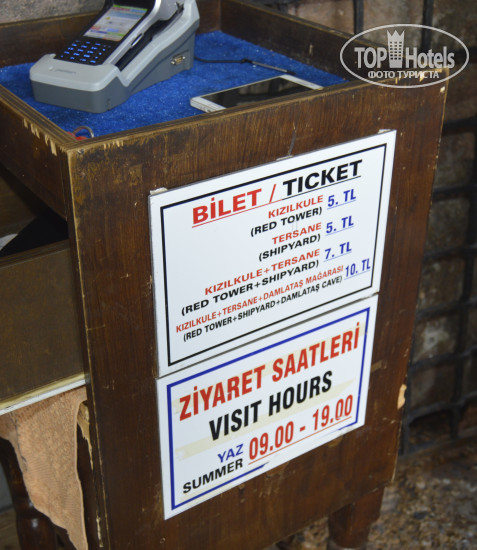 TOPHotels
ФОТО ТУРИСТА
BİLET / TICKET
KIZILKULE
(RED TOWER) 5. TL
TERSANE
(SHIPYARD) 5. TL
KIZILKULE+TERSANE
(RED TOWER+SHIPYARD) 7. TL
KIZILKULE+TERSANE+DAMLATAŞ MAĞARASI
(RED TOWER+SHIPYARD+DAMLATAŞ CAVE) 10. TL
ZİYARET SAATLERİ
VISIT HOURS
YAZ
SUMMER 09.00 - 19.00